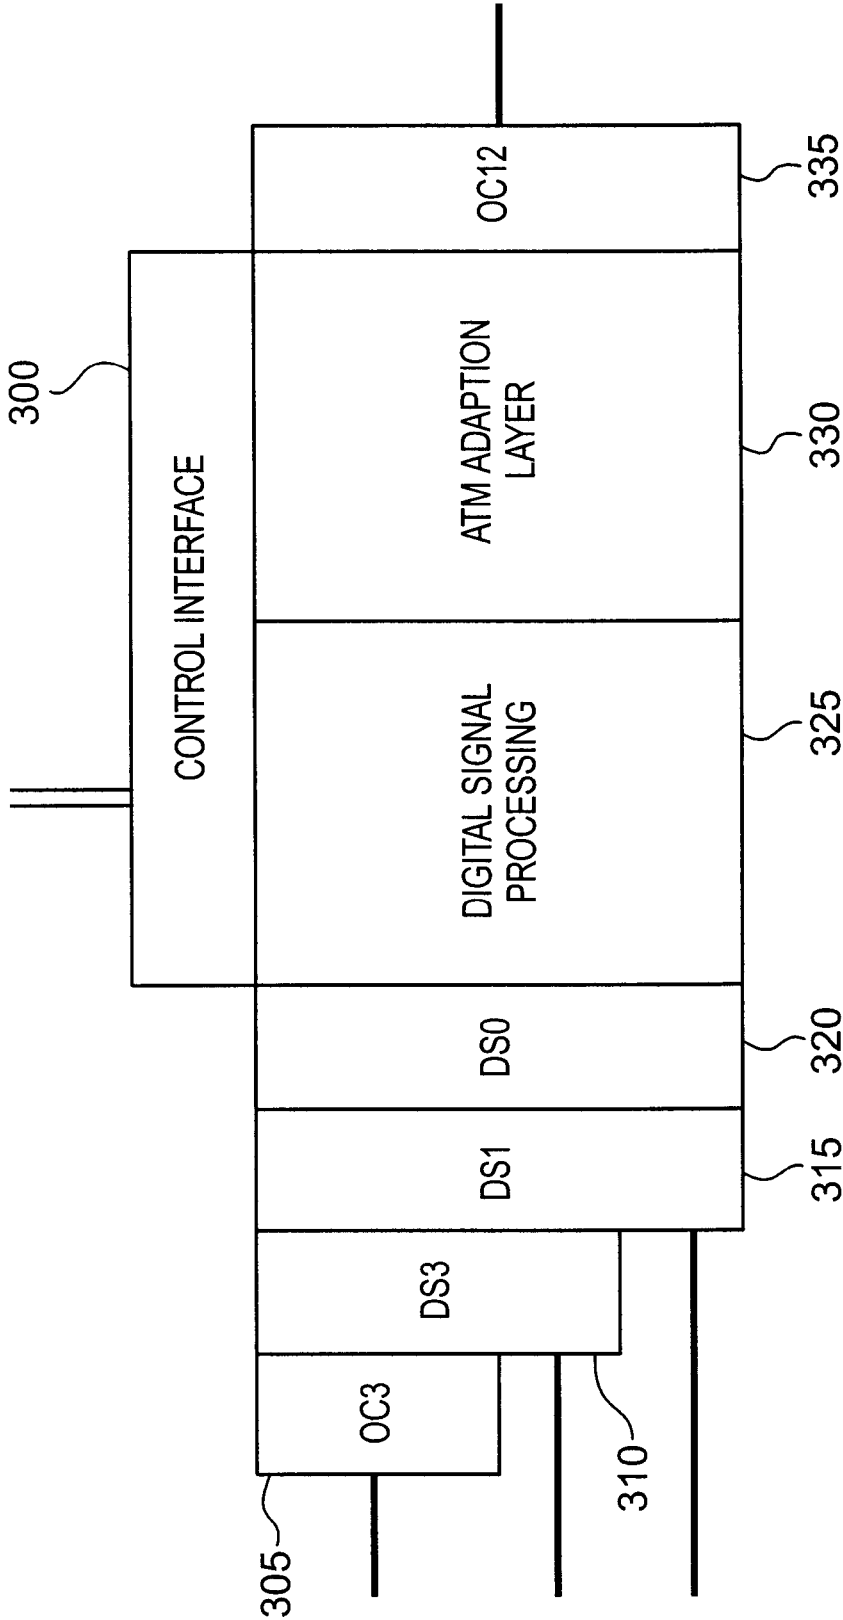 300
CONTROL INTERFACE
305
OC3
DS3
DS1
DS0
DIGITAL SIGNAL
PROCESSING
ATM ADAPTION
LAYER
OC12
310
315
320
325
330
335